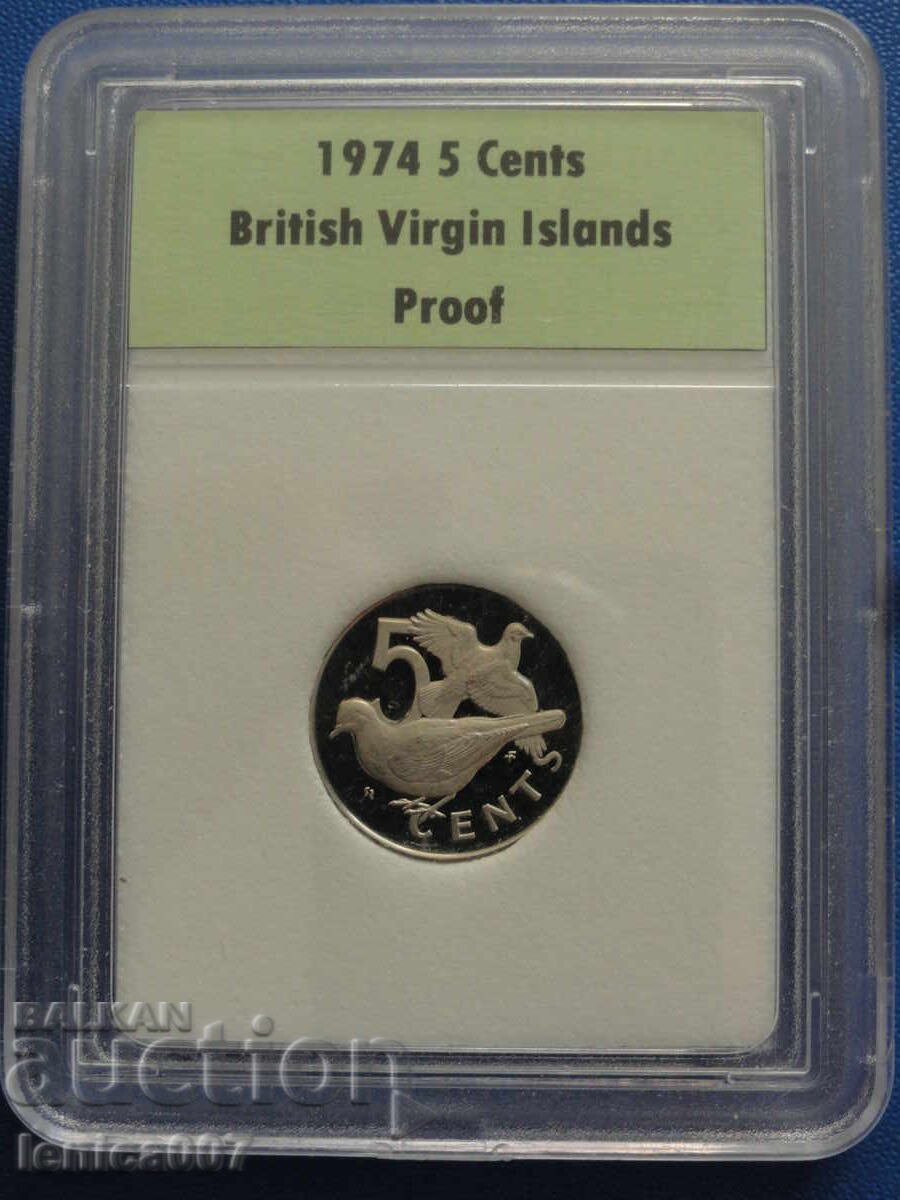 1974 5 Cents
British Virgin Islands
Proof
5
CENTS
BALKAN
auction
lenica007